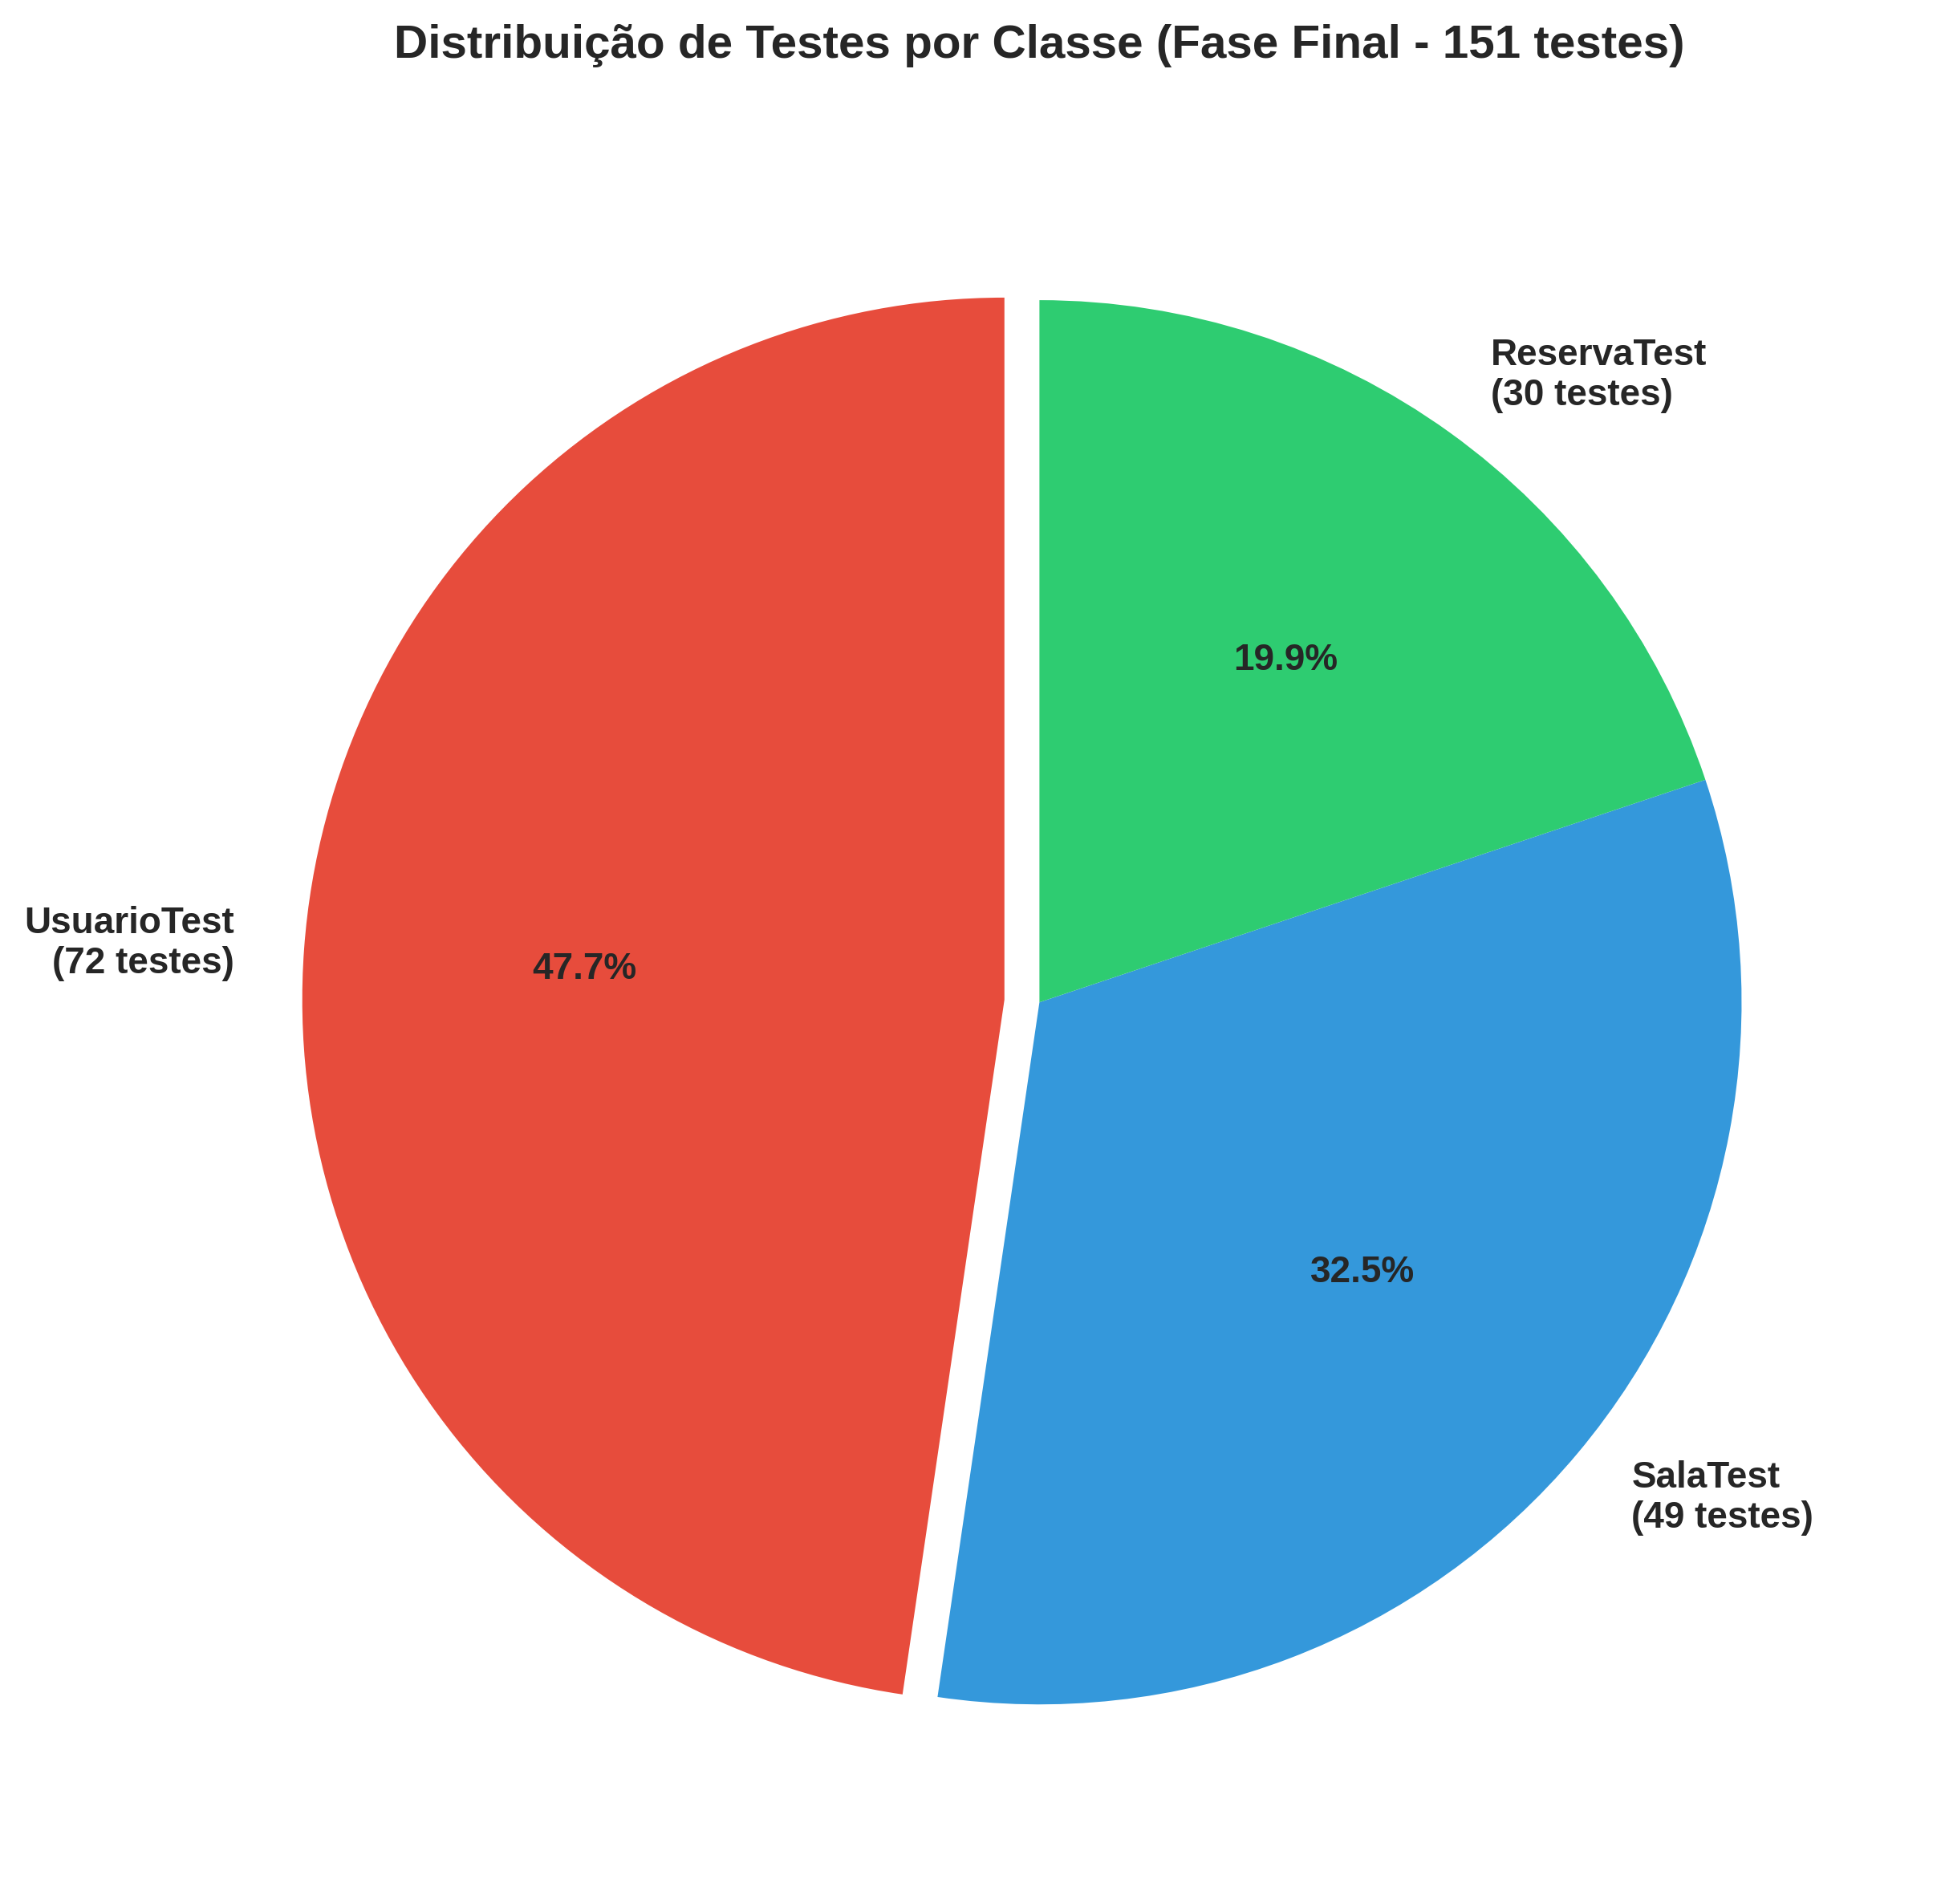 Distribuição de Testes por Classe (Fase Final - 151 testes)
ReservaTest
(30 testes)
19.9%
UsuarioTest
(72 testes)
47.7%
32.5%
SalaTest
(49 testes)